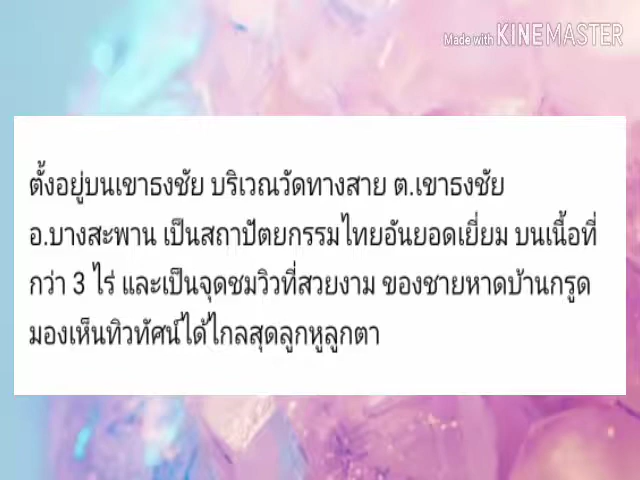 Made with KINEMASTER
ตั้งอยู่บนเขาธงชัย บริเวณวัดทางสาย ต.เขาธงชัย
อ.บางสะพาน เป็นสถาปัตยกรรมไทยอันยอดเยี่ยม บนเนื้อที่
กว่า 3 ไร่ และเป็นจุดชมวิวที่สวยงาม ของชายหาดบ้านกรูด
มองเห็นทิวทัศน์ได้ไกลสุดลูกหูลูกตา